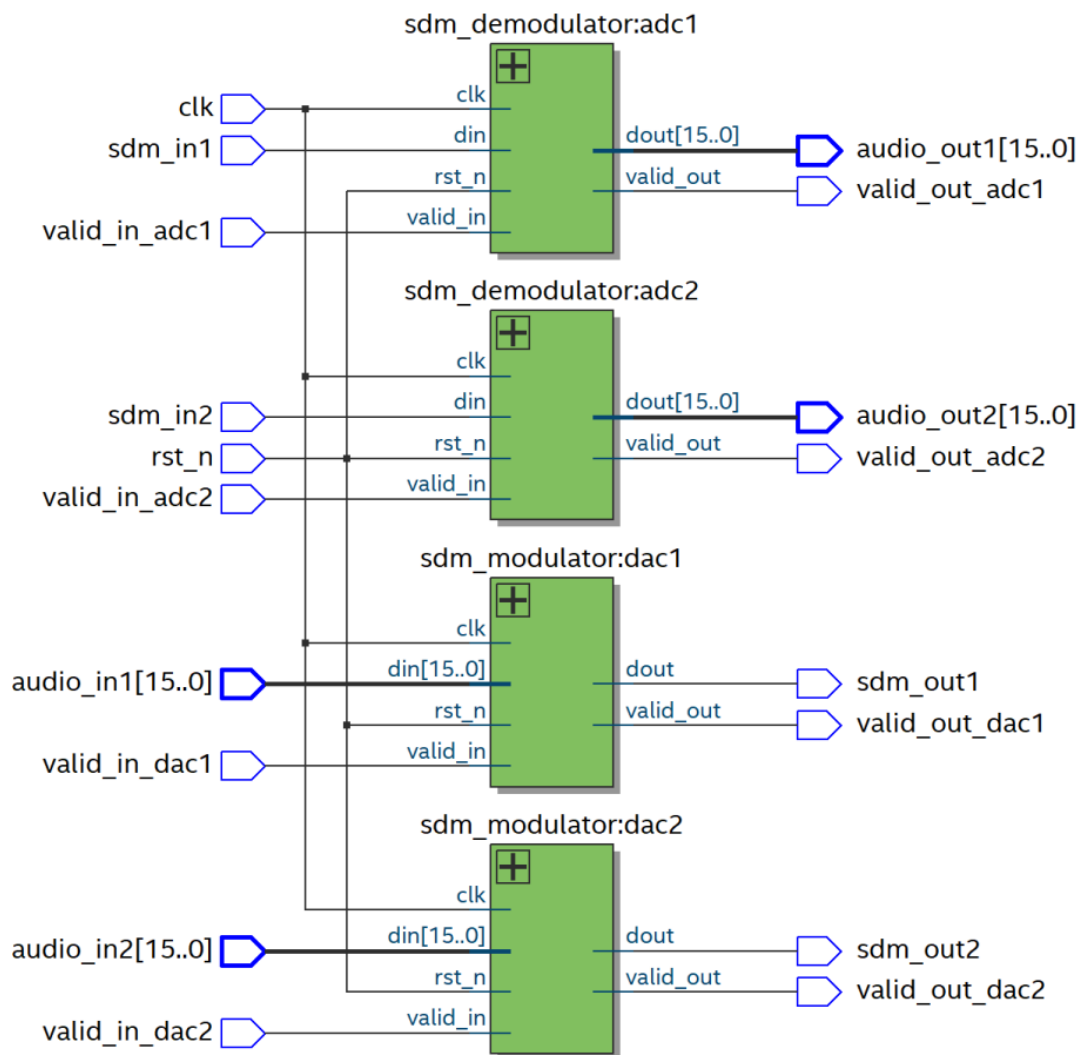 sdm_demodulator:adc1
clk
clk
sdm_in1
din
dout[15..0]
audio_out1[15..0]
rst_n
valid_out
valid_out_adc1
valid_in_adc1
valid_in
sdm_demodulator:adc2
clk
sdm_in2
din
dout[15..0]
audio_out2[15..0]
rst_n
rst_n
valid_out
valid_out_adc2
valid_in_adc2
valid_in
sdm_modulator:dac1
clk
audio_in1[15..0]
din[15..0]
dout
sdm_out1
rst_n
valid_out
valid_out_dac1
valid_in_dac1
valid_in
sdm_modulator:dac2
clk
audio_in2[15..0]
din[15..0]
dout
sdm_out2
rst_n
valid_out
valid_out_dac2
valid_in_dac2
valid_in